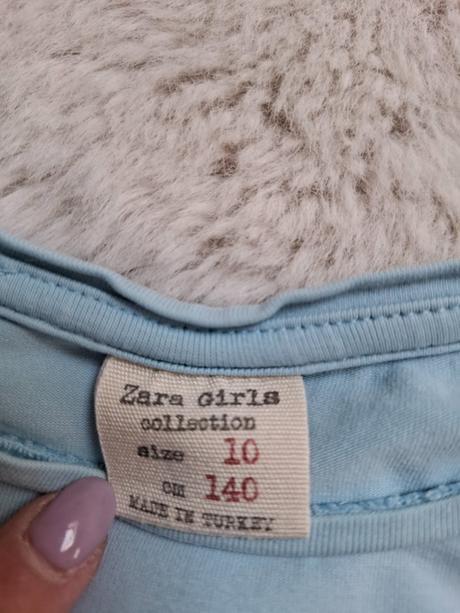 Zara Girls
collection
size 10
cm 140
MADE IN TURKEY